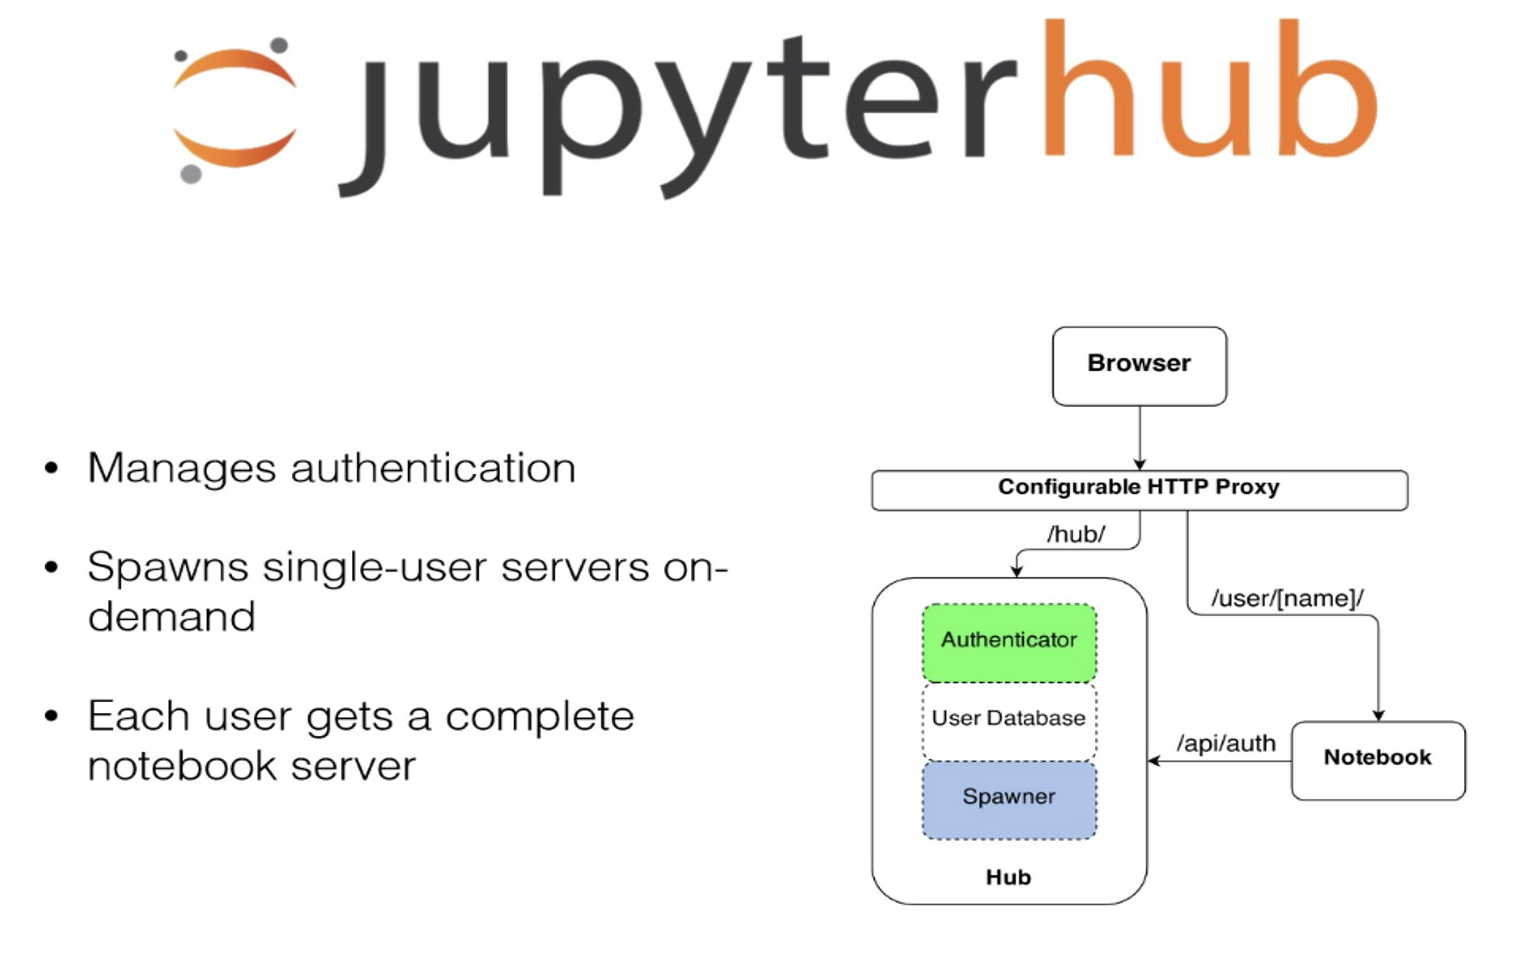 jupyterhub
• Manages authentication
• Spawns single-user servers on-
demand
• Each user gets a complete
notebook server
Browser
Configurable HTTP Proxy
/hub/
/user/[name]/
Authenticator
User Database
Spawner
Hub
/api/auth
Notebook